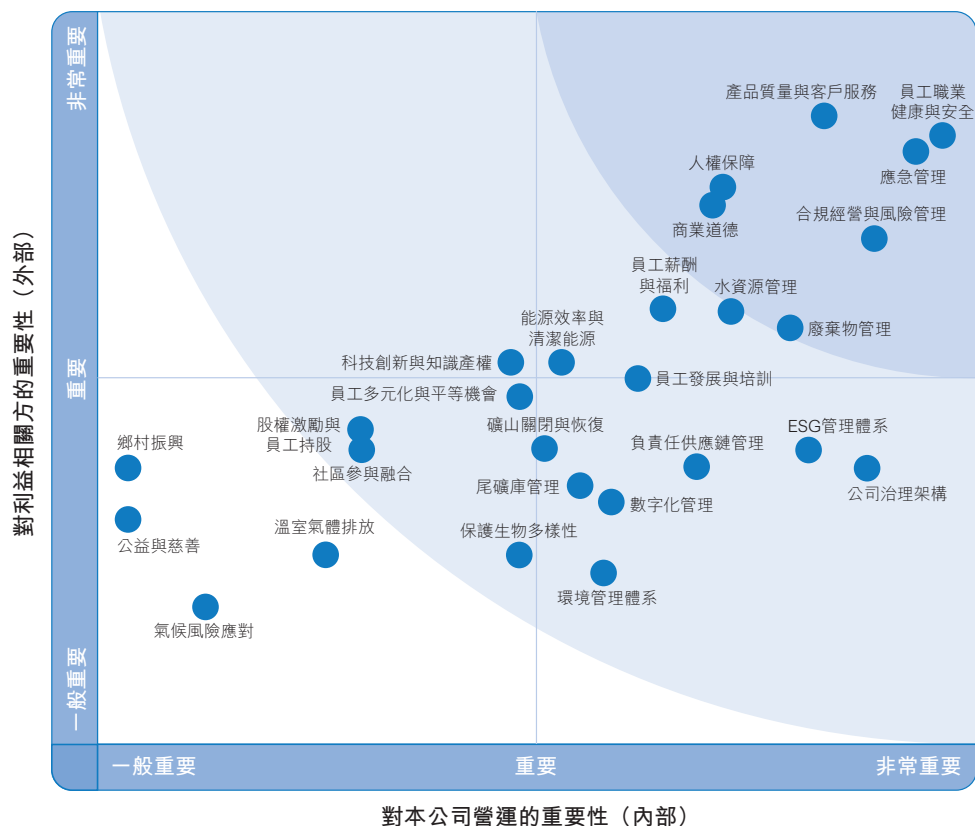 對利益相關方的重要性（外部）
非常重要
重要
一般重要
產品質量與客戶服務
員工職業
健康與安全
人權保障
應急管理
商業道德
合規經營與風險管理
員工薪酬
與福利
水資源管理
能源效率與
清潔能源
廢棄物管理
科技創新與知識產權
員工發展與培訓
員工多元化與平等機會
股權激勵與
員工持股
礦山關閉與恢復
ESG管理體系
鄉村振興
負責任供應鏈管理
社區參與融合
公司治理架構
尾礦庫管理
數字化管理
公益與慈善
溫室氣體排放
保護生物多樣性
環境管理體系
氣候風險應對
一般重要
重要
非常重要
對本公司營運的重要性（內部）